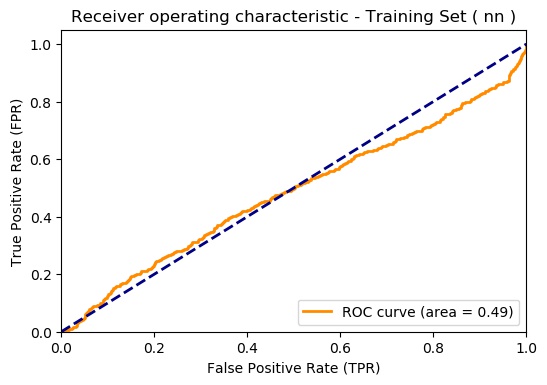 Receiver operating characteristic - Training Set ( nn )
1.0
0.8
0.6
0.4
0.2
0.0
True Positive Rate (FPR)
ROC curve (area = 0.49)
0.0 0.2 0.4 0.6 0.8 1.0
False Positive Rate (TPR)